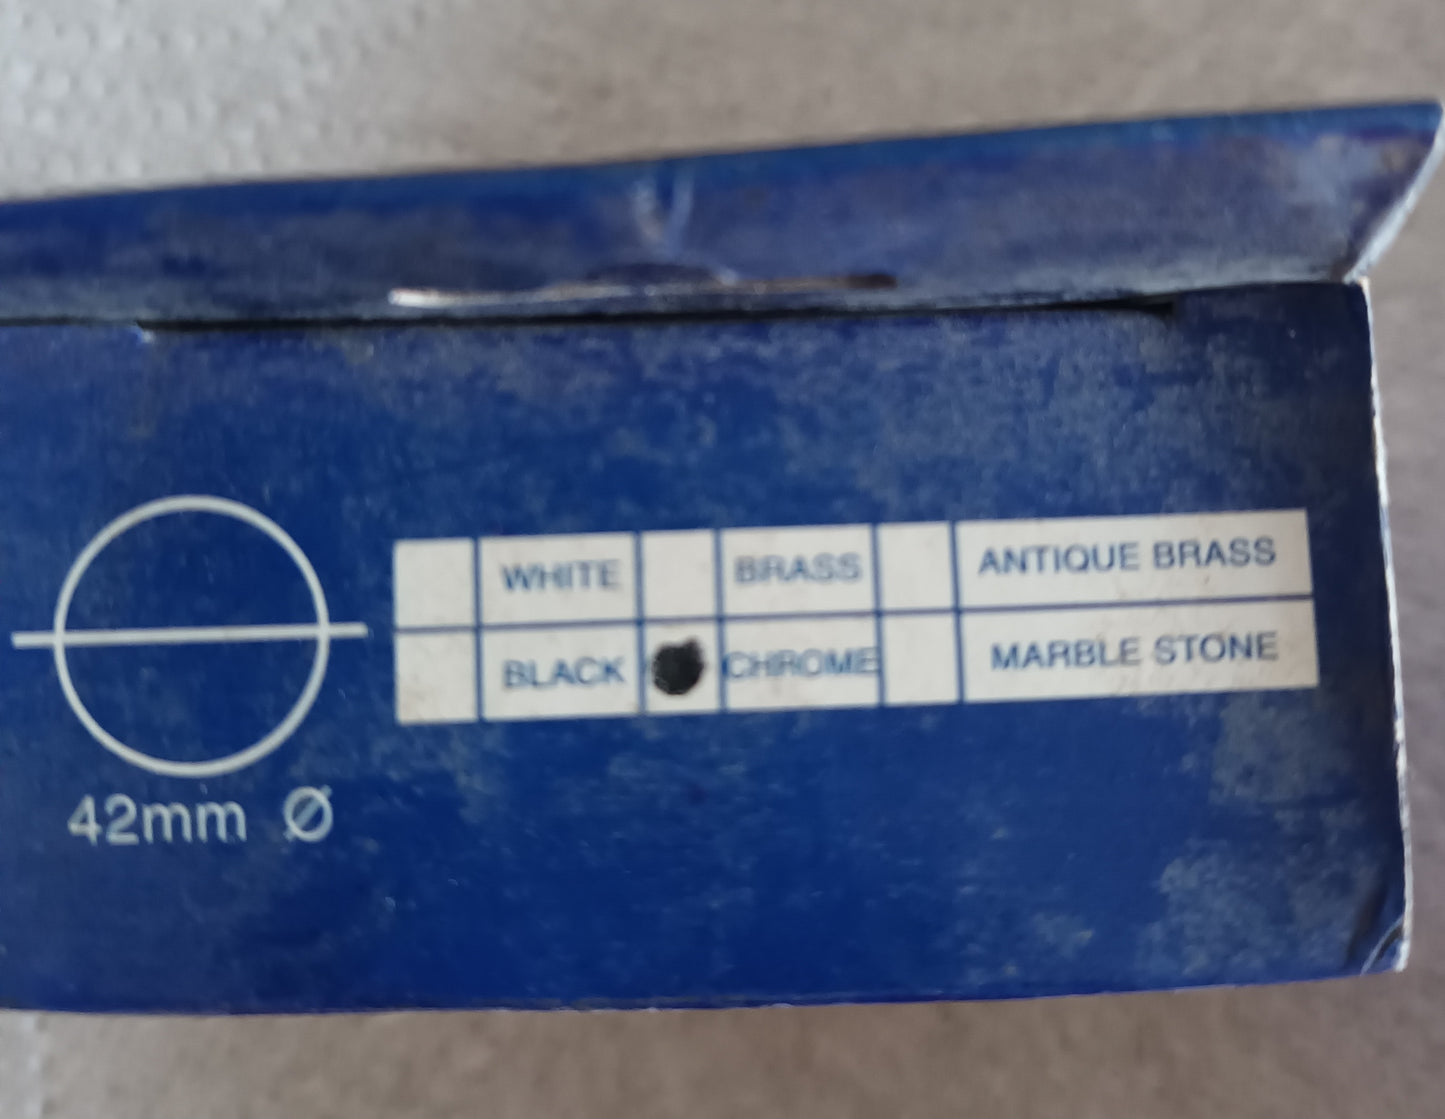 WHITE BRASS ANTIQUE BRASS
BLACK CHROME MARBLE STONE
42mm Ø